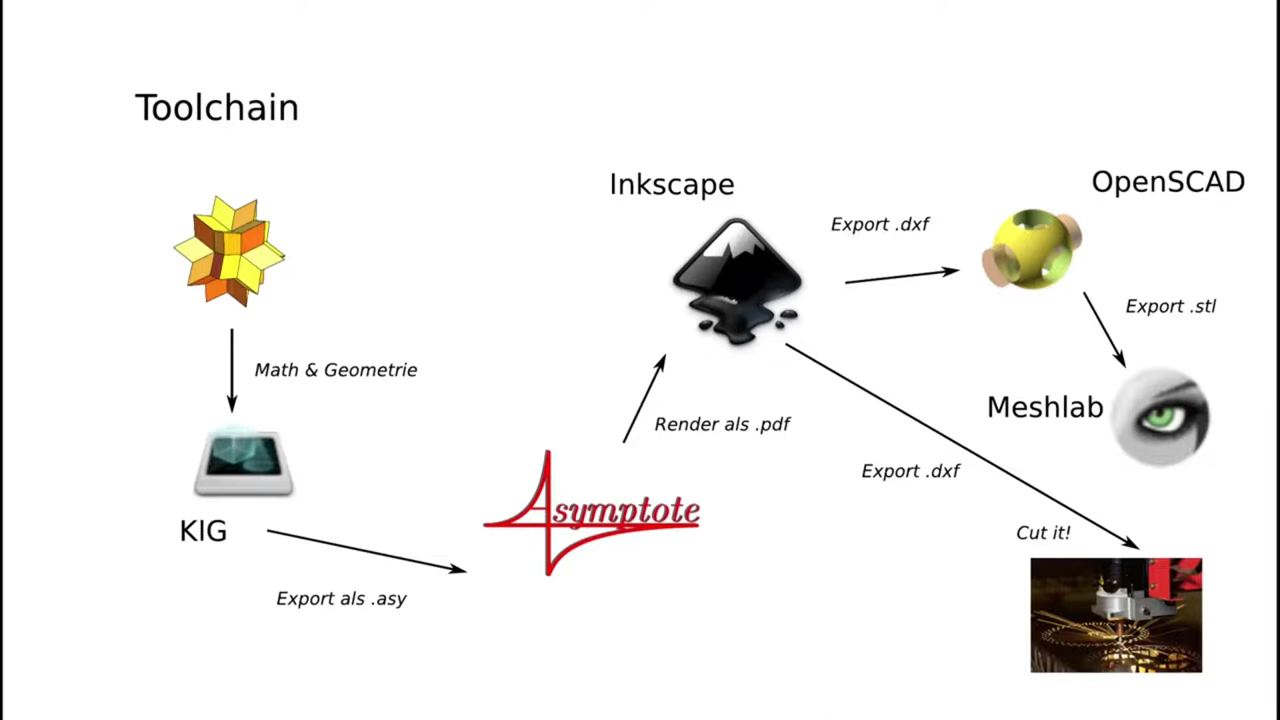 Toolchain
Inkscape
OpenSCAD
Export .dxf
Export .stl
Math & Geometrie
Meshlab
Render als .pdf
Export .dxf
Asymptote
KIG
Cut it!
Export als .asy